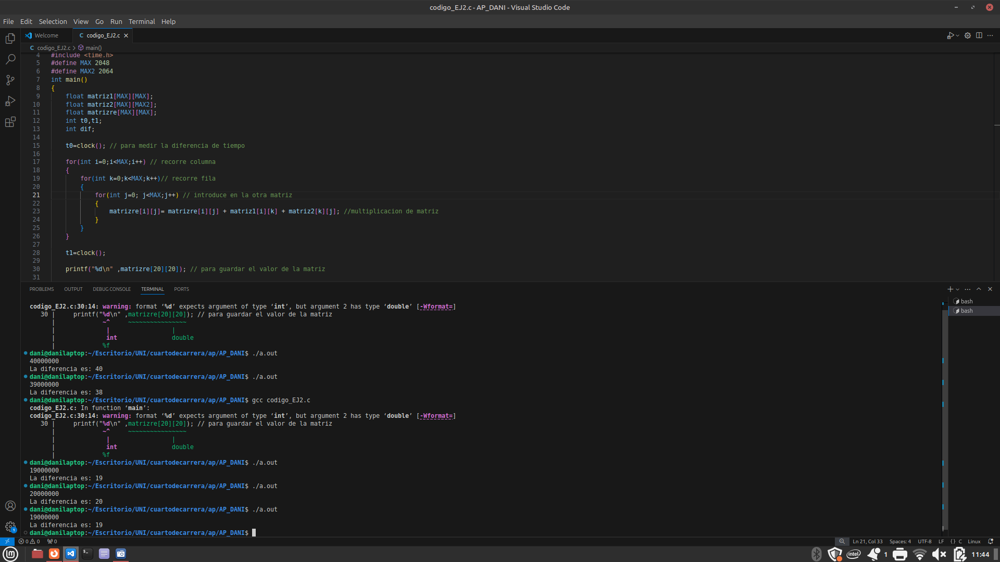 codigo_EJ2.c - AP_DANI - Visual Studio Code
File Edit Selection View Go Run Terminal Help
Welcome
C codigo_EJ2.c
C codigo_EJ2.c > main()
4 #include <time.h>
5 #define MAX 2048
6 #define MAX2 2064
7 int main()
8 {
9 float matriz1[MAX][MAX];
10 float matriz2[MAX][MAX2];
11 float matrizre[MAX][MAX];
12 int t0,t1;
13 int dif;
14
15 t0=clock(); // para medir la diferencia de tiempo
16
17 for(int i=0;i<MAX;i++) // recorre columna
18 {
19 for(int k=0;k<MAX;k++)// recorre fila
20 {
21 for(int j=0; j<MAX;j++) // introduce en la otra matriz
22 {
23 matrizre[i][j]= matrizre[i][j] + matriz1[i][k] + matriz2[k][j]; //multiplicacion de matriz
24 }
25 }
26 }
27
28 t1=clock();
29
30 printf("%d\n" ,matrizre[20][20]); // para guardar el valor de la matriz
31
PROBLEMS OUTPUT DEBUG CONSOLE TERMINAL PORTS
codigo_EJ2.c:30:14: warning: format ‘%d’ expects argument of type ‘int’, but argument 2 has type ‘double’ [-Wformat=]
30 | printf("%d\n" ,matrizre[20][20]); // para guardar el valor de la matriz
| ~^ ~~~~~~~~~~~~~~~~
| | |
| int double
| %f
dani@danilaptop:~/Escritorio/UNI/cuartodecarrera/ap/AP_DANI$ ./a.out
40000000
La diferencia es: 40
dani@danilaptop:~/Escritorio/UNI/cuartodecarrera/ap/AP_DANI$ ./a.out
39000000
La diferencia es: 38
dani@danilaptop:~/Escritorio/UNI/cuartodecarrera/ap/AP_DANI$ gcc codigo_EJ2.c
codigo_EJ2.c: In function ‘main’:
codigo_EJ2.c:30:14: warning: format ‘%d’ expects argument of type ‘int’, but argument 2 has type ‘double’ [-Wformat=]
30 | printf("%d\n" ,matrizre[20][20]); // para guardar el valor de la matriz
| ~^ ~~~~~~~~~~~~~~~~
| | |
| int double
| %f
dani@danilaptop:~/Escritorio/UNI/cuartodecarrera/ap/AP_DANI$ ./a.out
19000000
La diferencia es: 19
dani@danilaptop:~/Escritorio/UNI/cuartodecarrera/ap/AP_DANI$ ./a.out
20000000
La diferencia es: 20
dani@danilaptop:~/Escritorio/UNI/cuartodecarrera/ap/AP_DANI$ ./a.out
19000000
La diferencia es: 19
dani@danilaptop:~/Escritorio/UNI/cuartodecarrera/ap/AP_DANI$
bash
bash
1
0 0 0
Ln 21, Col 33 Spaces: 4 UTF-8 LF {} C Linux
intel 1 11:44